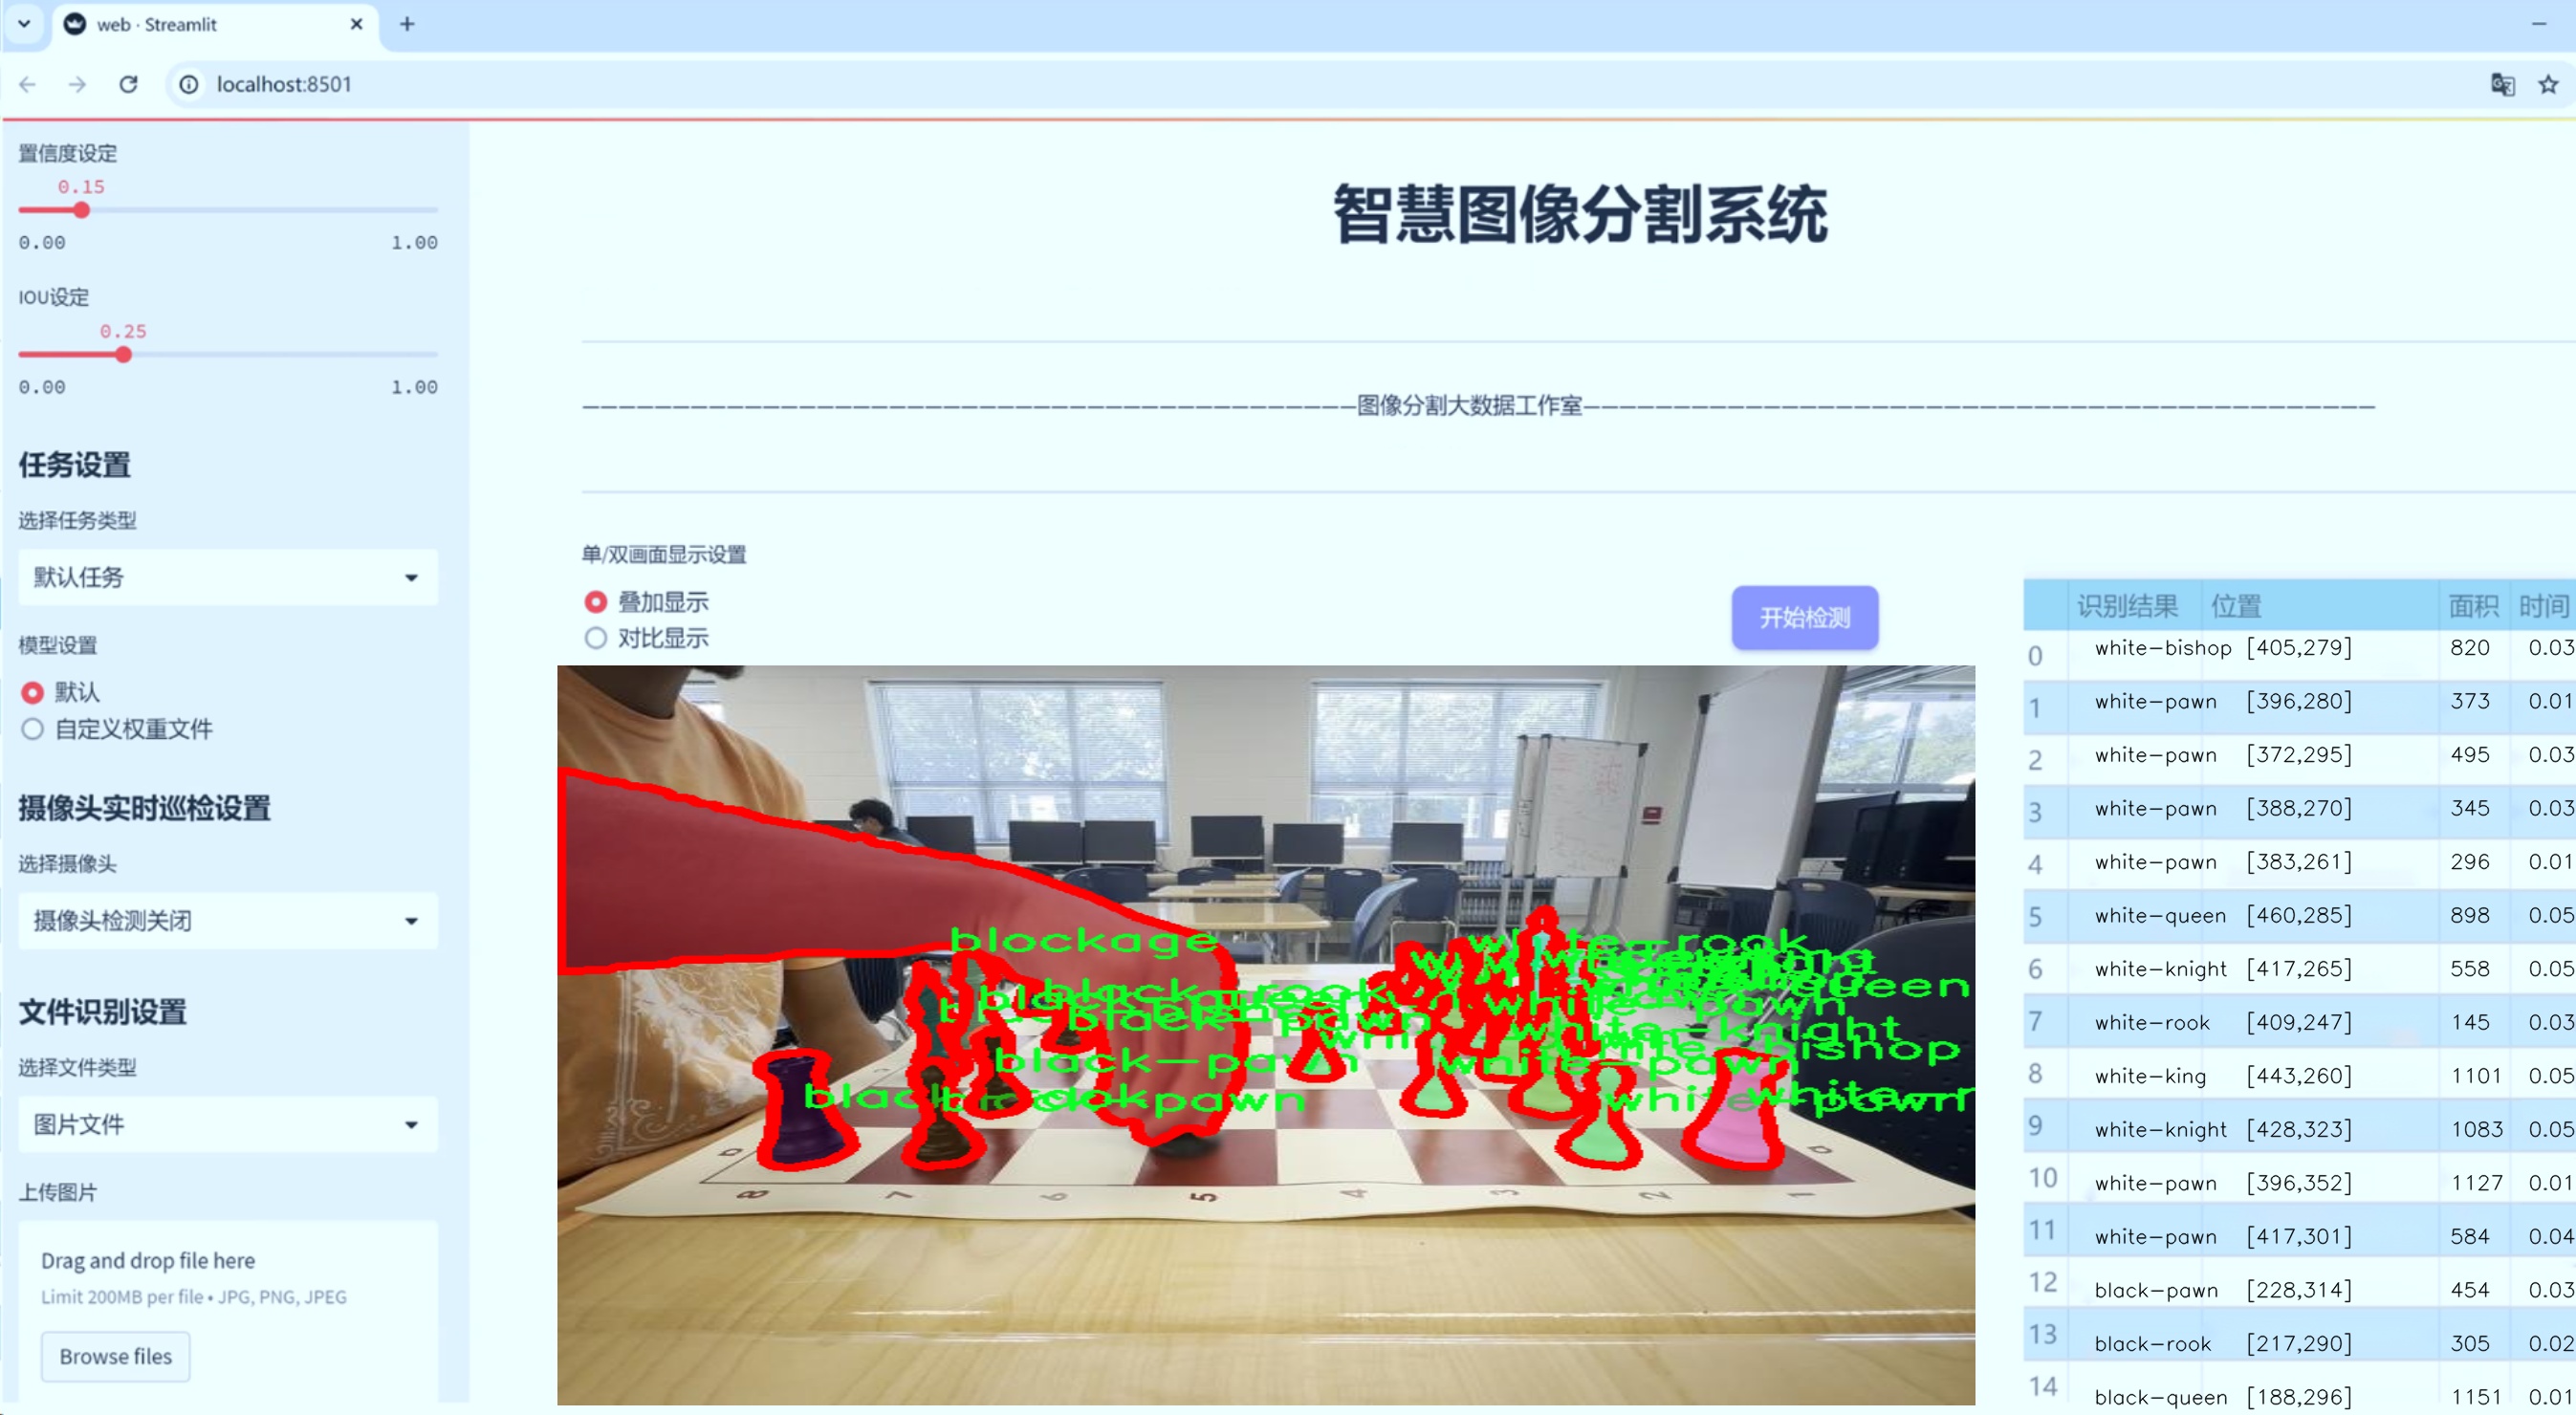 web · Streamlit
localhost:8501
置信度设定
0.15
0.00 1.00
IOU设定
0.25
0.00 1.00
任务设置
选择任务类型
默认任务
模型设置
默认
自定义权重文件
摄像头实时巡检设置
选择摄像头
摄像头检测关闭
文件识别设置
选择文件类型
图片文件
上传图片
Drag and drop file here
Limit 200MB per file • JPG, PNG, JPEG
Browse files
智慧图像分割系统
图像分割大数据工作室
单/双画面显示设置
叠加显示
对比显示
开始检测
blockage
white-rook
queen
black-rook
white-pawn
black-pawn
white-knight
bishop
black-pawn
white-pawn
pawn
8 7 6 5 4 3 2 1
识别结果 位置 面积 时间
0 white-bishop [405,279] 820 0.03
1 white-pawn [396,280] 373 0.01
2 white-pawn [372,295] 495 0.03
3 white-pawn [388,270] 345 0.03
4 white-pawn [383,261] 296 0.01
5 white-queen [460,285] 898 0.05
6 white-knight [417,265] 558 0.05
7 white-rook [409,247] 145 0.03
8 white-king [443,260] 1101 0.05
9 white-knight [428,323] 1083 0.05
10 white-pawn [396,352] 1127 0.01
11 white-pawn [417,301] 584 0.04
12 black-pawn [228,314] 454 0.03
13 black-rook [217,290] 305 0.02
14 black-queen [188,296] 1151 0.01